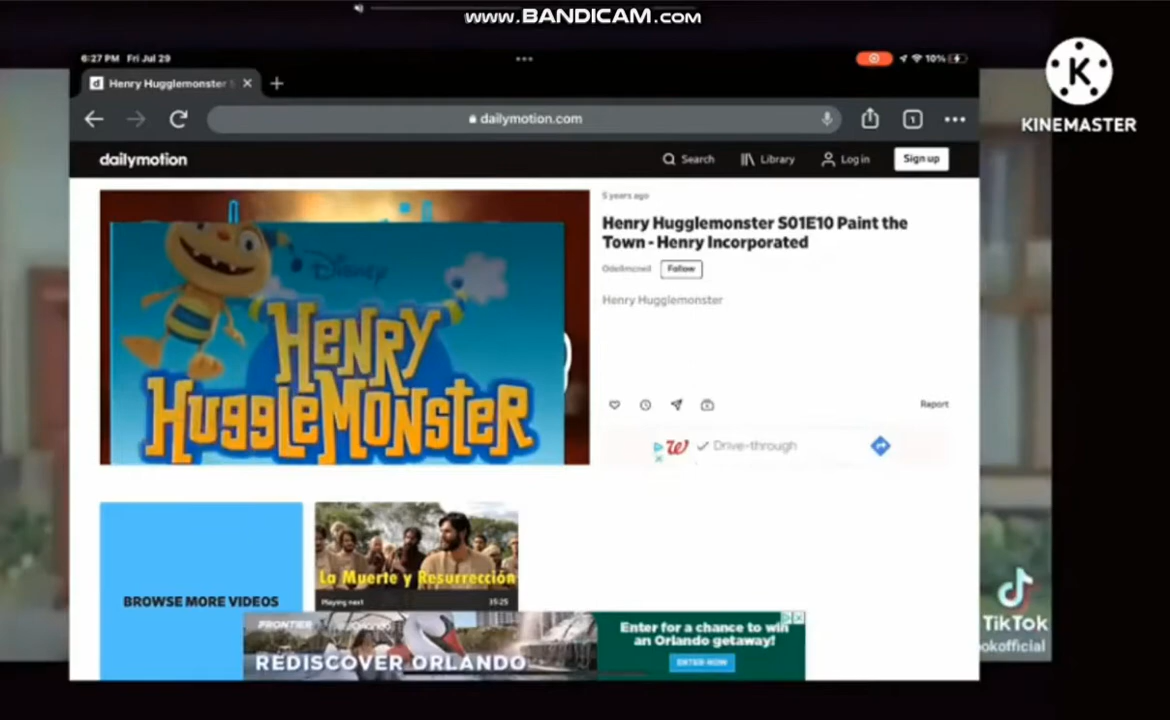 www.BANDICAM.com
6:27 PM Fri Jul 29
10%
Henry Hugglemonster
dailymotion.com
KINEMASTER
dailymotion
Search
Library
Log in
Sign up
5 years ago
Henry Hugglemonster S01E10 Paint the
Town - Henry Incorporated
Follow
Henry Hugglemonster
Disney
HENRY
HUGGLEMONSTER
Report
Drive-through
BROWSE MORE VIDEOS
La Muerte y Resurrección
Playing next
35:25
FRONTIER
REDISCOVER ORLANDO
Enter for a chance to win
an Orlando getaway!
ENTER NOW
TikTok
okofficial